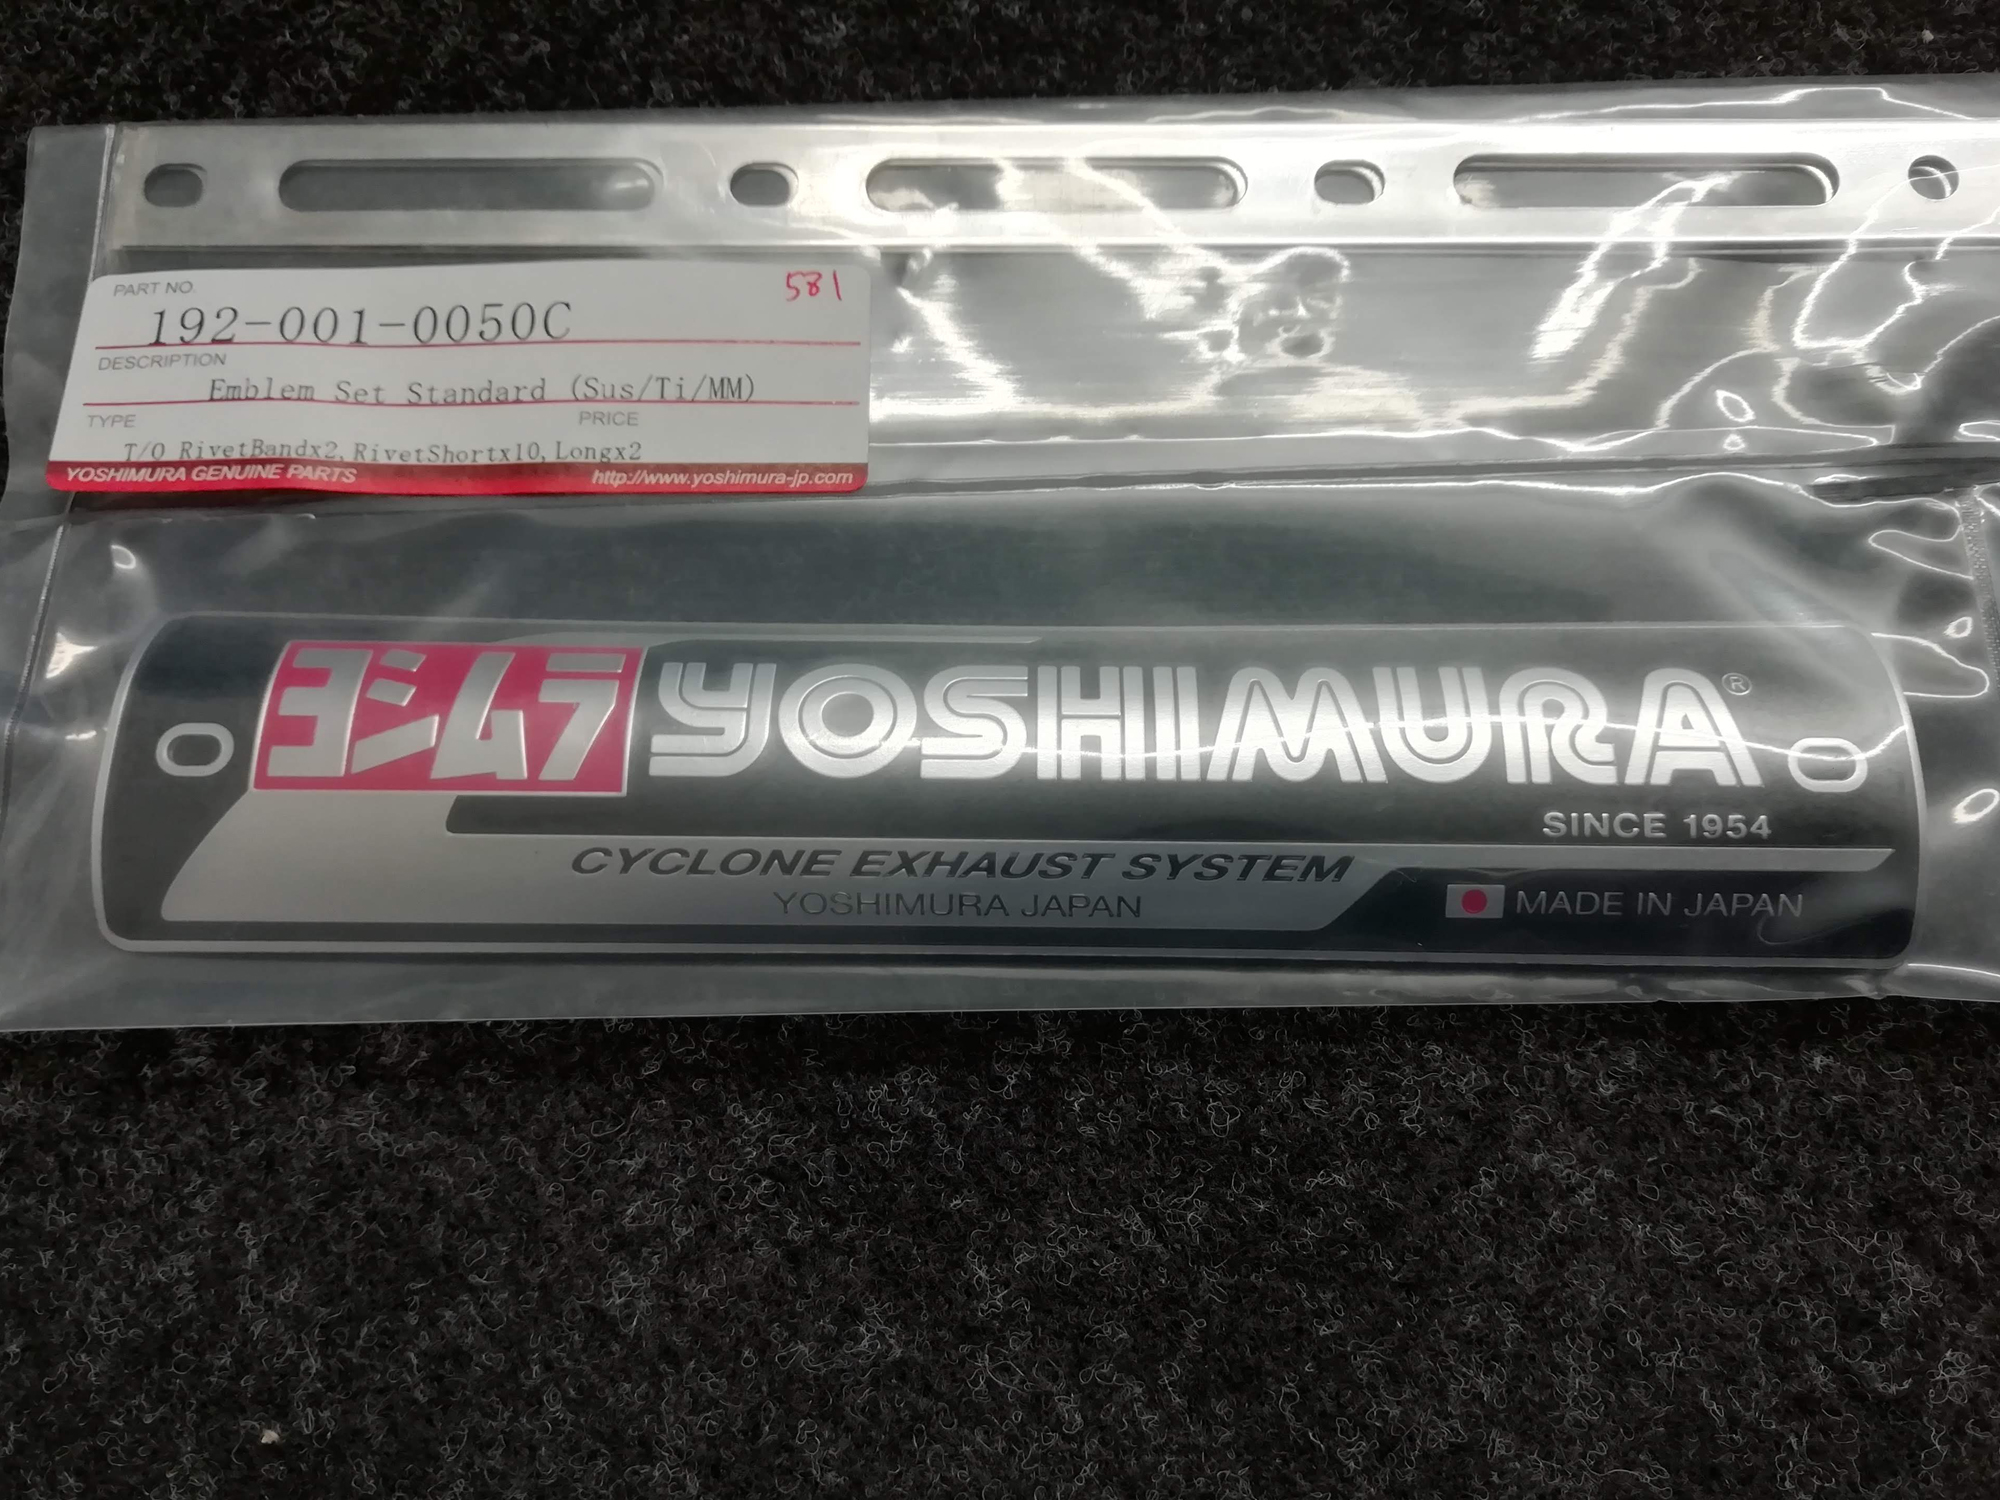 PART NO.
581
192-001-0050C
DESCRIPTION
Emblem Set Standard (Sus/Ti/MM)
TYPE PRICE
T/O RivetBandx2,RivetShortx10,Longx2
YOSHIMURA GENUINE PARTS http://www.yoshimura-jp.com
ヨシムラ YOSHIMURA®
SINCE 1954
CYCLONE EXHAUST SYSTEM
YOSHIMURA JAPAN
MADE IN JAPAN